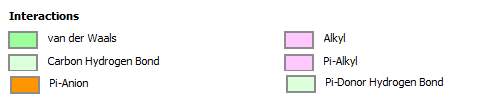 Interactions
van der Waals
Alkyl
Carbon Hydrogen Bond
Pi-Alkyl
Pi-Anion
Pi-Donor Hydrogen Bond